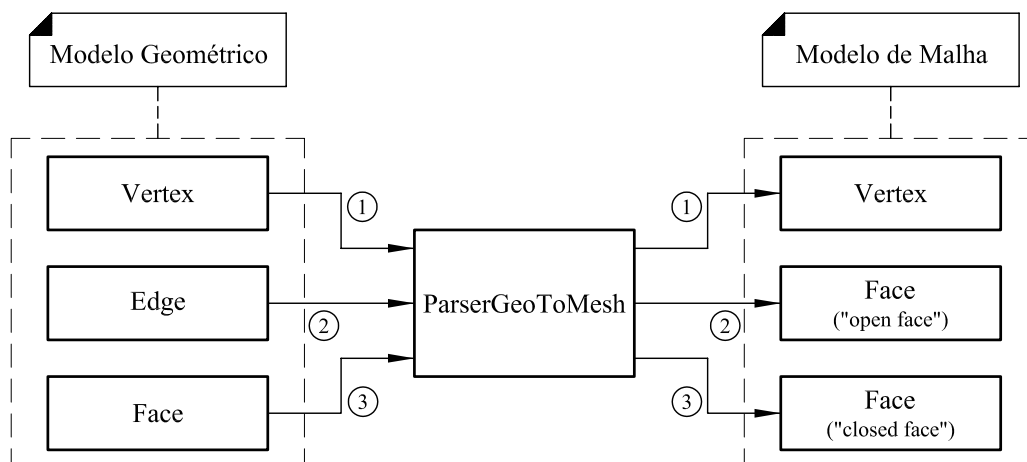 Modelo Geométrico
Modelo de Malha
Vertex
1
1
Vertex
Edge
2
ParserGeoToMesh
2
Face
("open face")
Face
3
3
Face
("closed face")